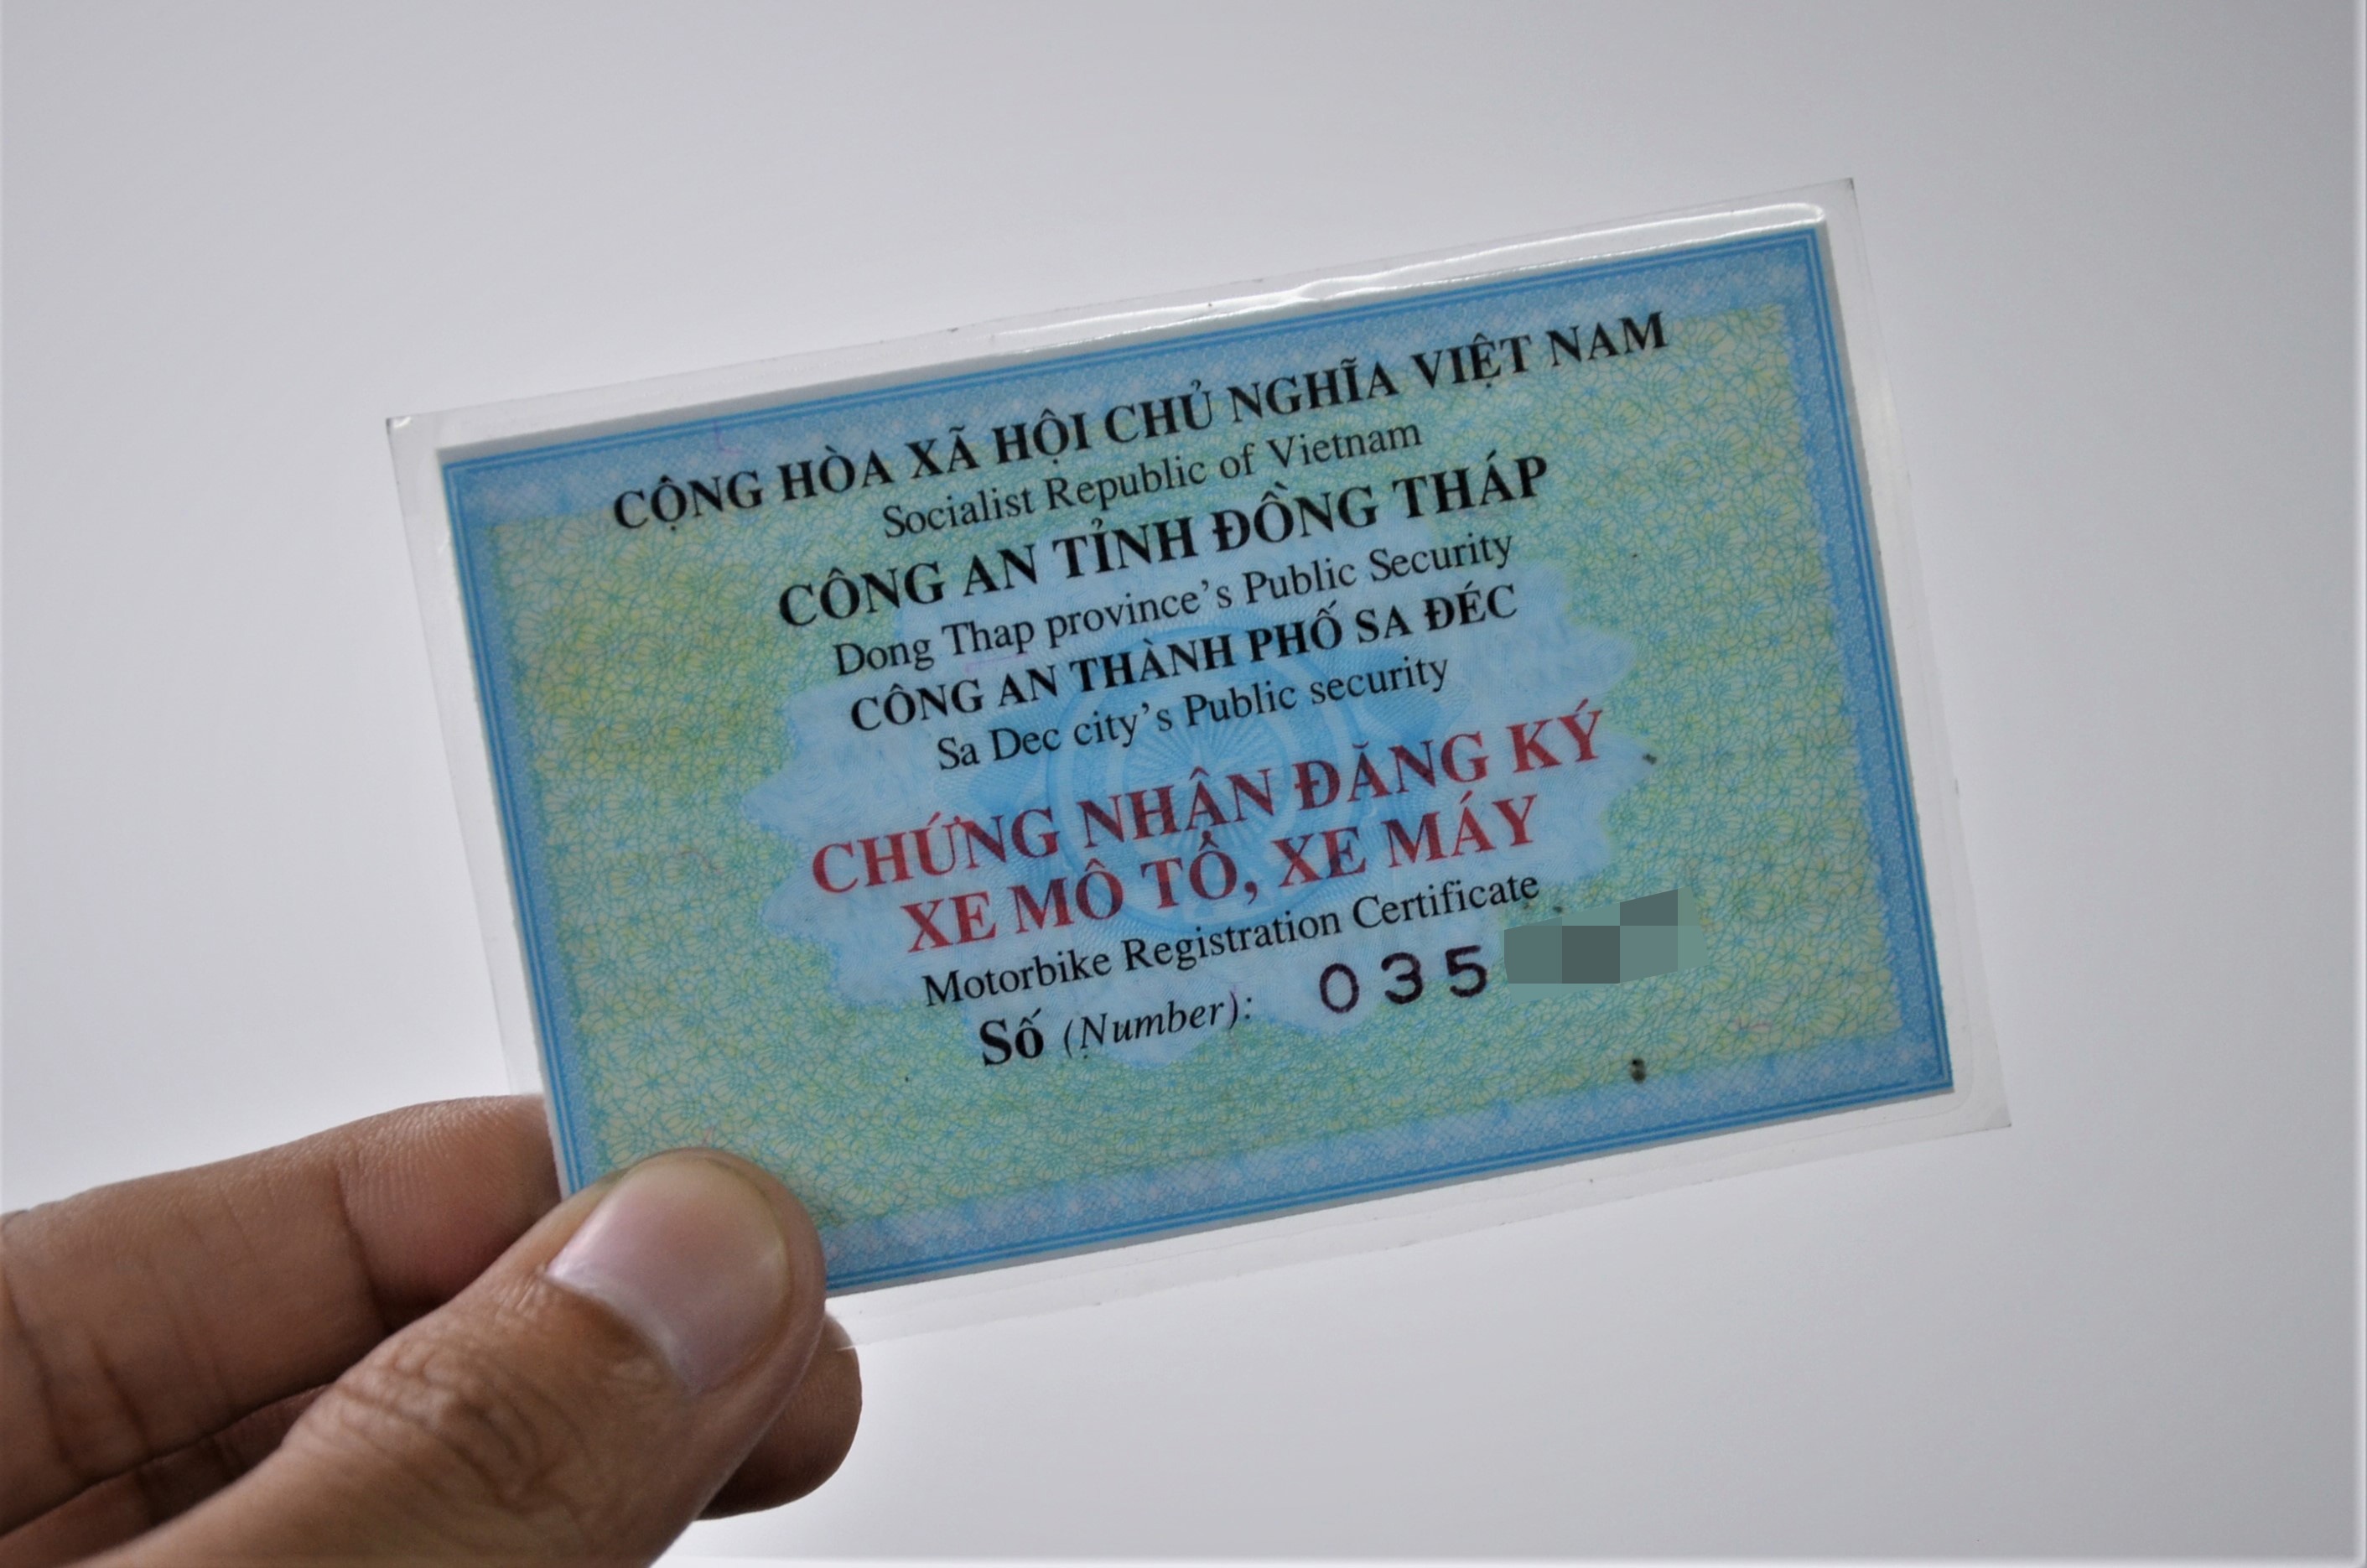 CỘNG HÒA XÃ HỘI CHỦ NGHĨA VIỆT NAM
Socialist Republic of Vietnam
CÔNG AN TỈNH ĐỒNG THÁP
Dong Thap province's Public Security
CÔNG AN THÀNH PHỐ SA ĐÉC
Sa Dec city's Public security
CHỨNG NHẬN ĐĂNG KÝ
XE MÔ TÔ, XE MÁY
Motorbike Registration Certificate
Số (Number): 035